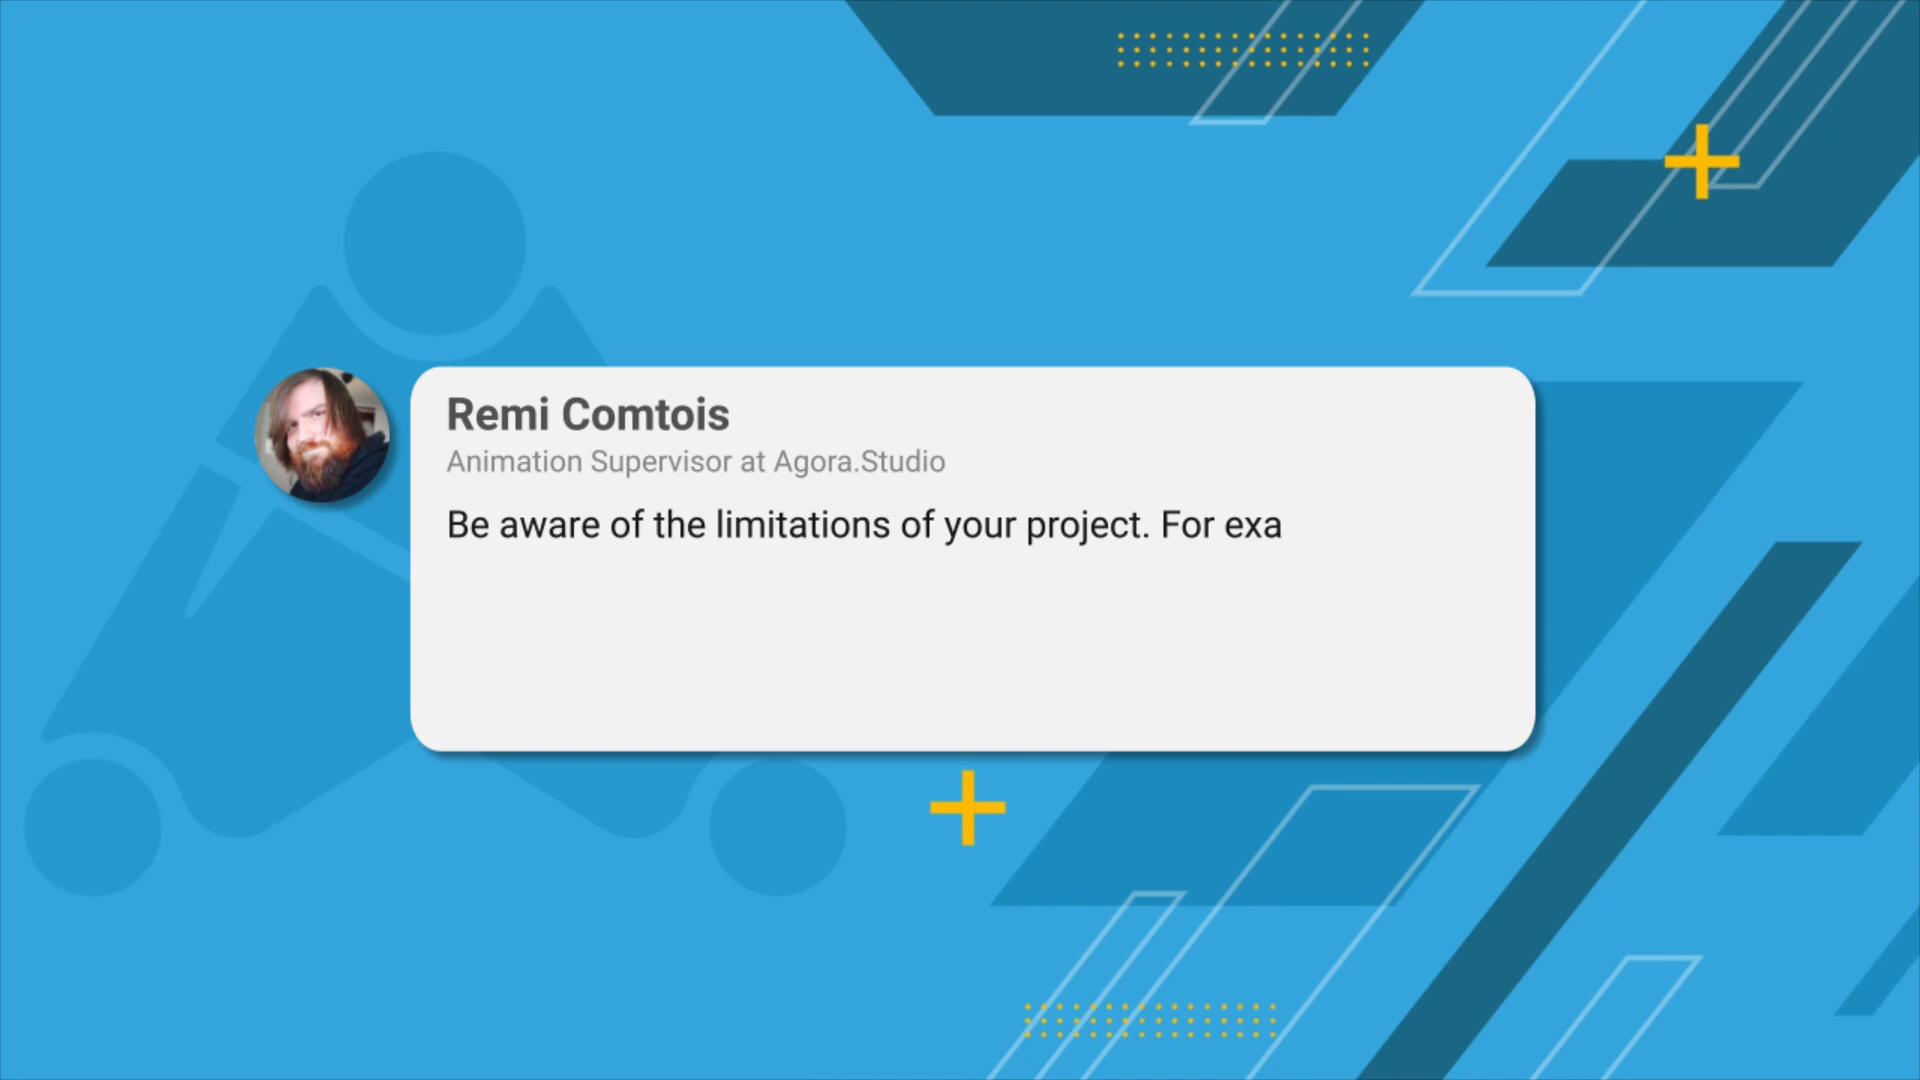 Remi Comtois
Animation Supervisor at Agora.Studio
Be aware of the limitations of your project. For exa